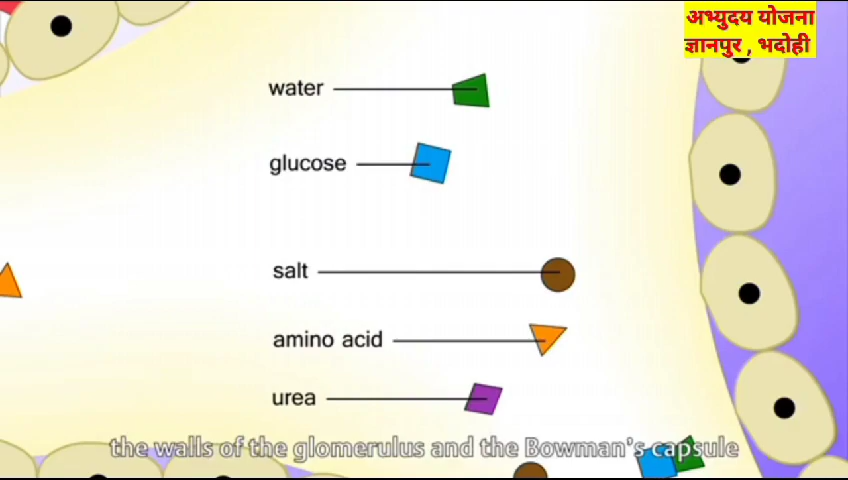 अभ्युदय योजना
ज्ञानपुर , भदोही
water
glucose
salt
amino acid
urea
the walls of the glomerulus and the Bowman's capsule